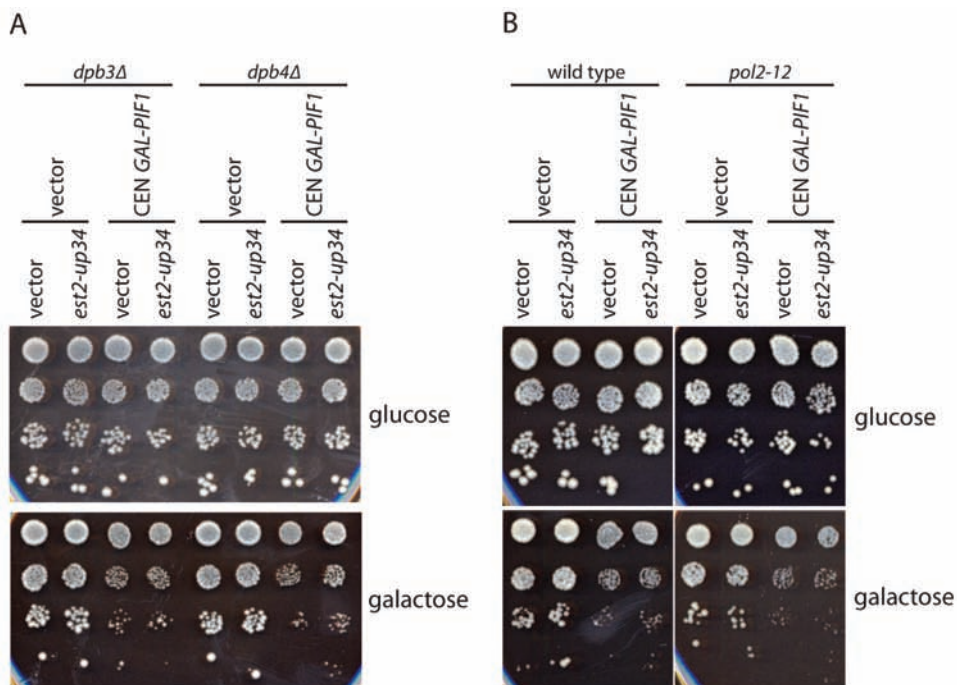 A
B
dpb3Δ
dpb4Δ
wild type
pol2-12
vector
CEN GAL-PIF1
vector
CEN GAL-PIF1
vector
CEN GAL-PIF1
vector
CEN GAL-PIF1
vector
est2-up34
vector
est2-up34
vector
est2-up34
vector
est2-up34
vector
est2-up34
vector
est2-up34
vector
est2-up34
vector
est2-up34
glucose
glucose
galactose
galactose